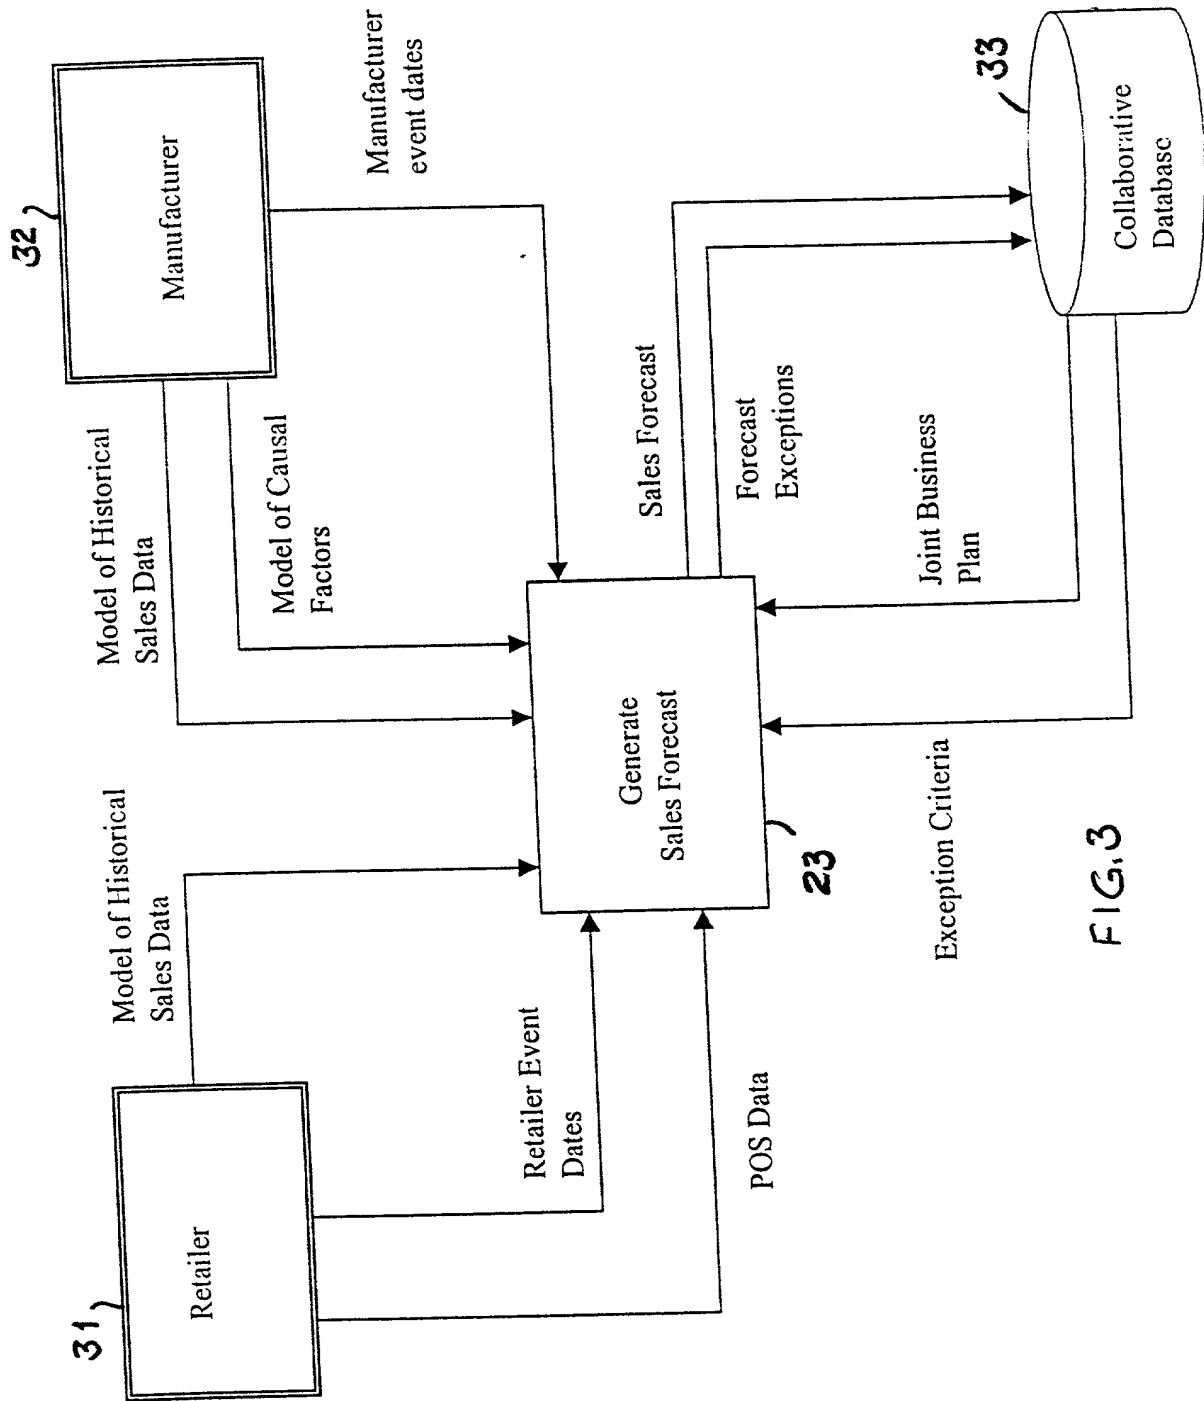 31
Retailer
Model of Historical
Sales Data
Retailer Event
Dates
POS Data
32
Manufacturer
Model of Historical
Sales Data
Model of Causal
Factors
Manufacturer
event dates
Generate
Sales Forecast
23
Sales Forecast
Forecast
Exceptions
Joint Business
Plan
Exception Criteria
33
Collaborative
Database
FIG.3